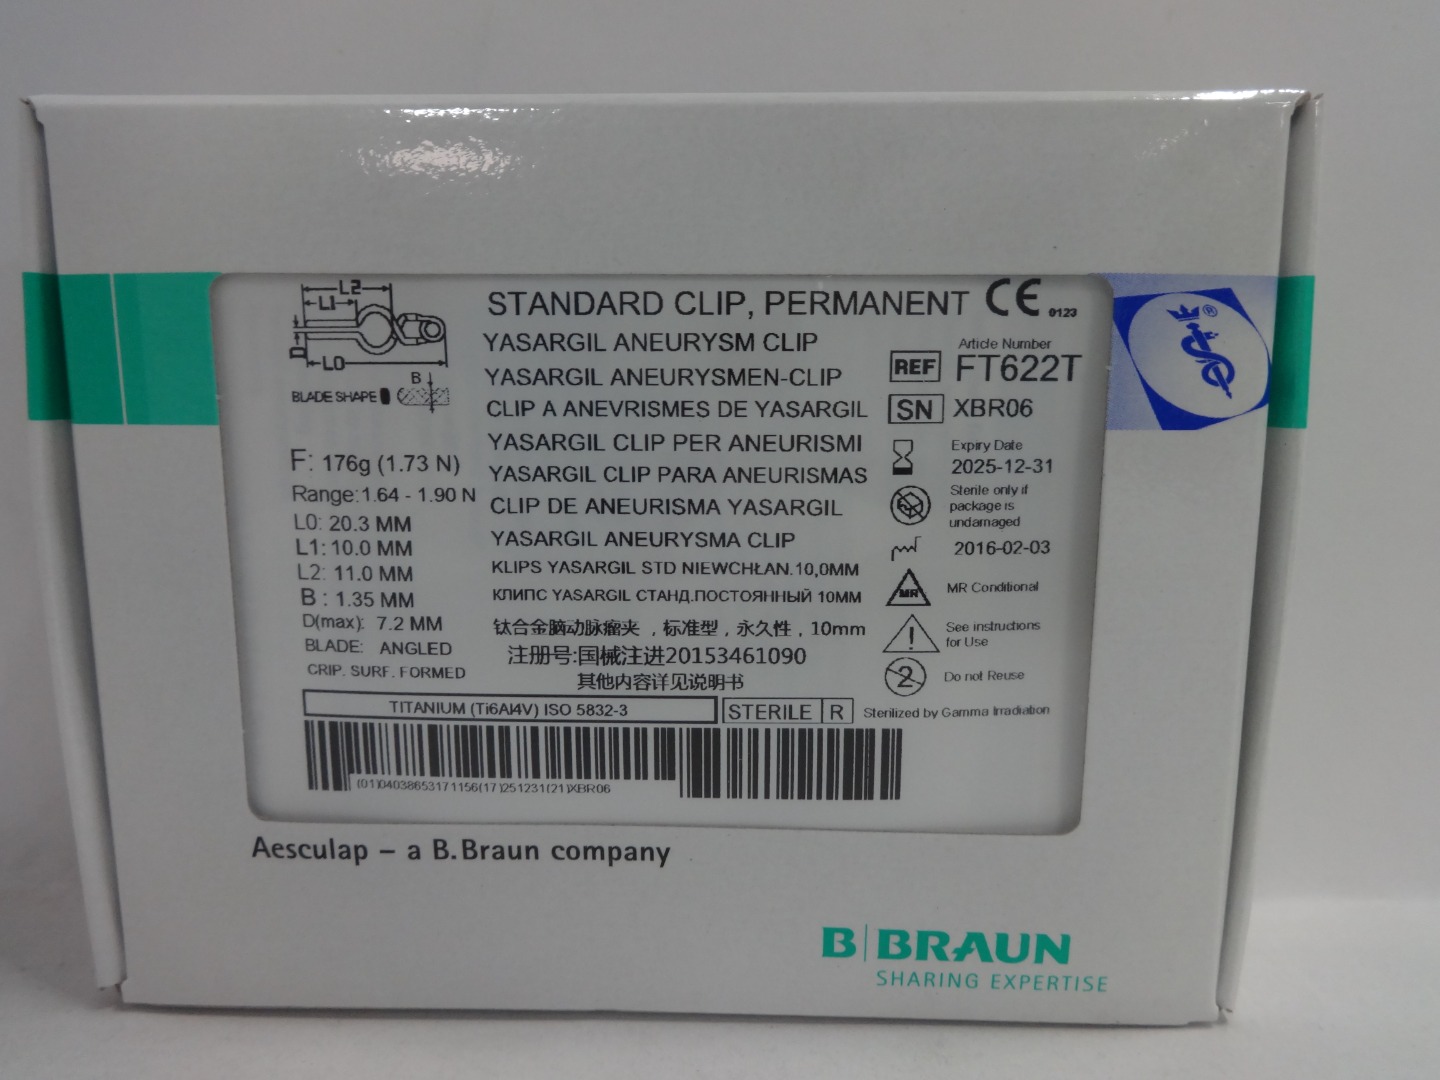 L2
L1
D
L0
BLADE SHAPE B
F: 176g (1.73 N)
Range:1.64 - 1.90 N
L0: 20.3 MM
L1: 10.0 MM
L2: 11.0 MM
B : 1.35 MM
D(max): 7.2 MM
BLADE: ANGLED
CRIP. SURF. FORMED
STANDARD CLIP, PERMANENT CE 0123
YASARGIL ANEURYSM CLIP
YASARGIL ANEURYSMEN-CLIP
CLIP A ANEVRISMES DE YASARGIL
YASARGIL CLIP PER ANEURISMI
YASARGIL CLIP PARA ANEURISMAS
CLIP DE ANEURISMA YASARGIL
YASARGIL ANEURYSMA CLIP
KLIPS YASARGIL STD NIEWCHŁAN.10,0MM
КЛИПС YASARGIL СТАНД.ПОСТОЯННЫЙ 10MM
钛合金脑动脉瘤夹，标准型，永久性，10mm
注册号:国械注进20153461090
其他内容详见说明书
Article Number
REF FT622T
SN XBR06
Expiry Date
2025-12-31
Sterile only if
package is
undamaged
2016-02-03
MR MR Conditional
See instructions
for Use
2 Do not Reuse
TITANIUM (Ti6Al4V) ISO 5832-3
STERILE R Sterilized by Gamma Irradiation
(01)04038653171156(17)251231(21)XBR06
®
Aesculap – a B.Braun company
B|BRAUN
SHARING EXPERTISE